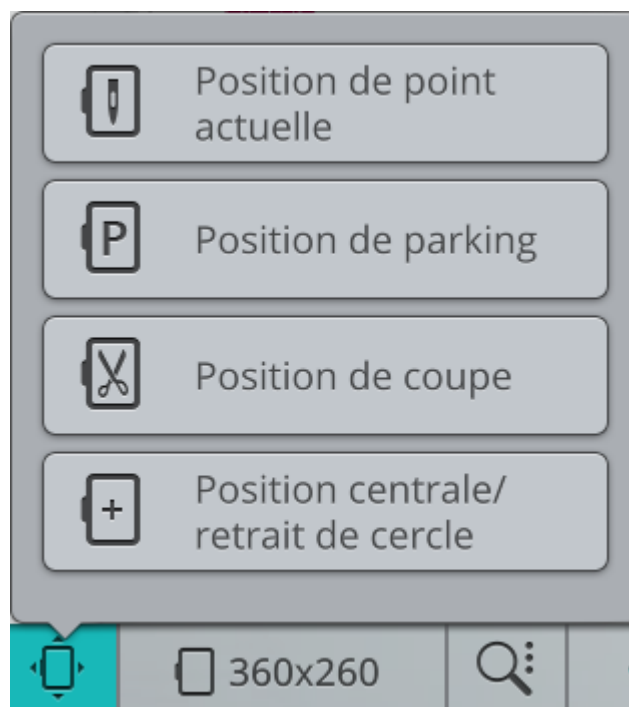 Position de point
actuelle
P
Position de parking
Position de coupe
Position centrale/
retrait de cercle
360x260